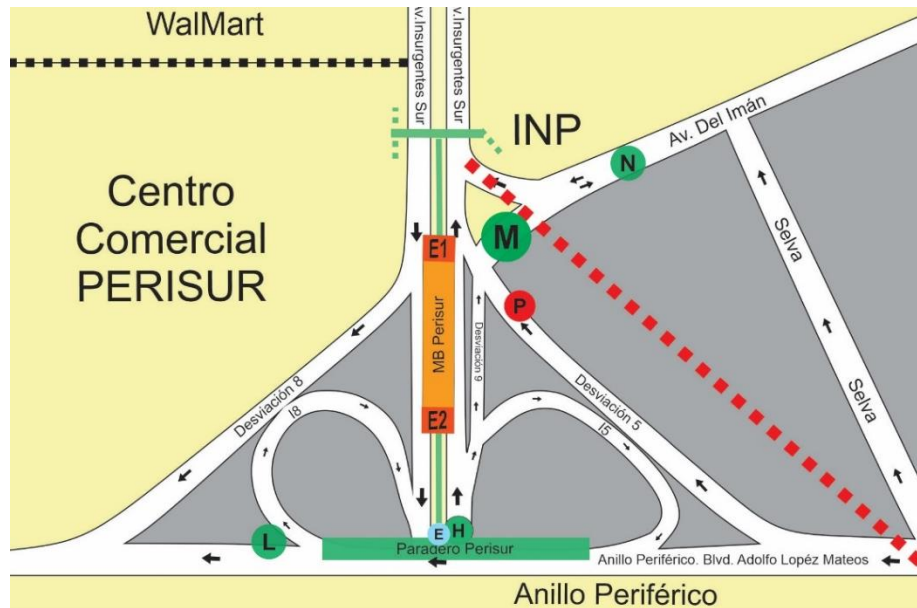 WalMart
Av.Insurgentes Sur
Av.Insurgentes Sur
INP
Av. Del Imán
N
Centro
Comercial
PERISUR
M
E1
P
Selva
MB Perisur
Desviación 9
Desviación 8
I8
E2
I5
Desviación 5
Selva
L
E
H
Paradero Perisur
Anillo Periférico. Blvd. Adolfo Lopéz Mateos
Anillo Periférico